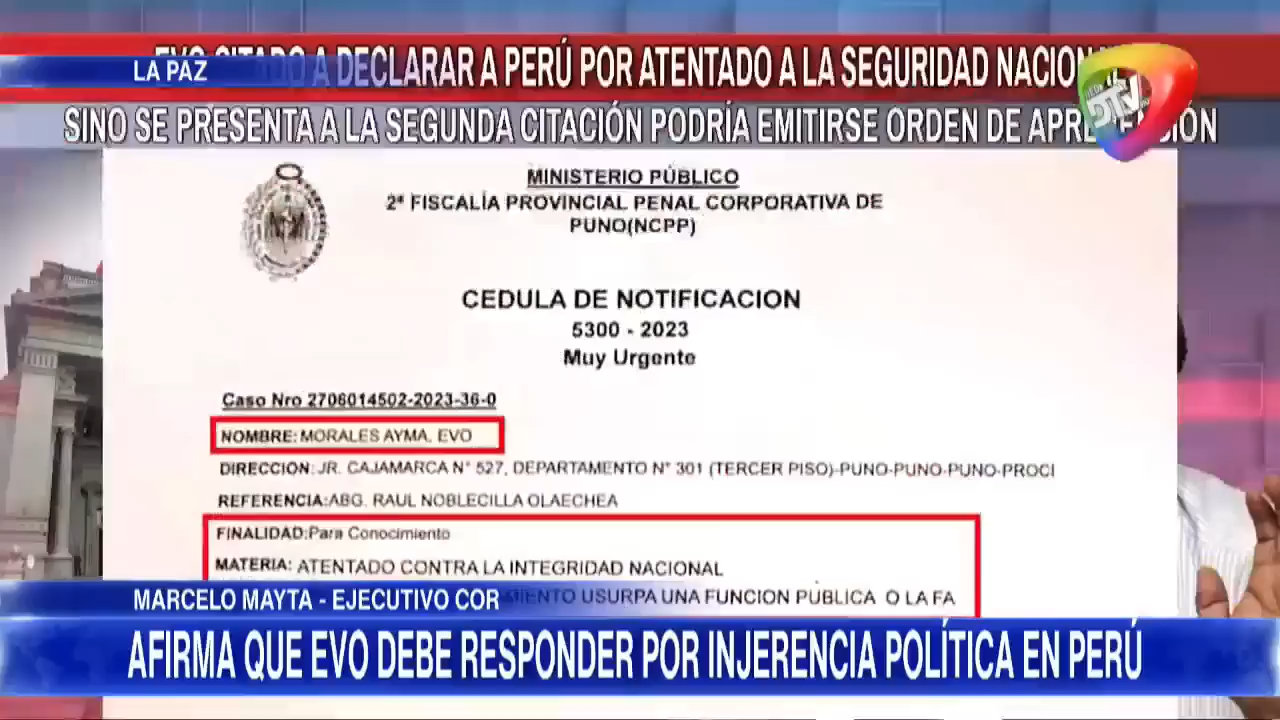 LA PAZ
A DECLARAR A PERÚ POR ATENTADO A LA SEGURIDAD
DTV
SINO SE PRESENTA A LA SEGUNDA CITACIÓN PODRÍA EMITIRSE ORDEN DE
MINISTERIO PÚBLICO
2ª FISCALÍA PROVINCIAL PENAL CORPORATIVA DE
PUNO(NCPP)
CEDULA DE NOTIFICACION
5300 - 2023
Muy Urgente
Caso Nro 2706014502-2023-36-0
NOMBRE: MORALES AYMA, EVO
DIRECCION: JR. CAJAMARCA N° 527, DEPARTAMENTO N° 301 (TERCER PISO)-PUNO-PUNO-PUNO-PROCI
REFERENCIA:ABG. RAUL NOBLECILLA OLAECHEA
FINALIDAD:Para Conocimiento
MATERIA: ATENTADO CONTRA LA INTEGRIDAD NACIONAL
USURPA UNA FUNCION PÚBLICA O LA FA
MARCELO MAYTA - EJECUTIVO COR
AFIRMA QUE EVO DEBE RESPONDER POR INJERENCIA POLÍTICA EN PERÚ